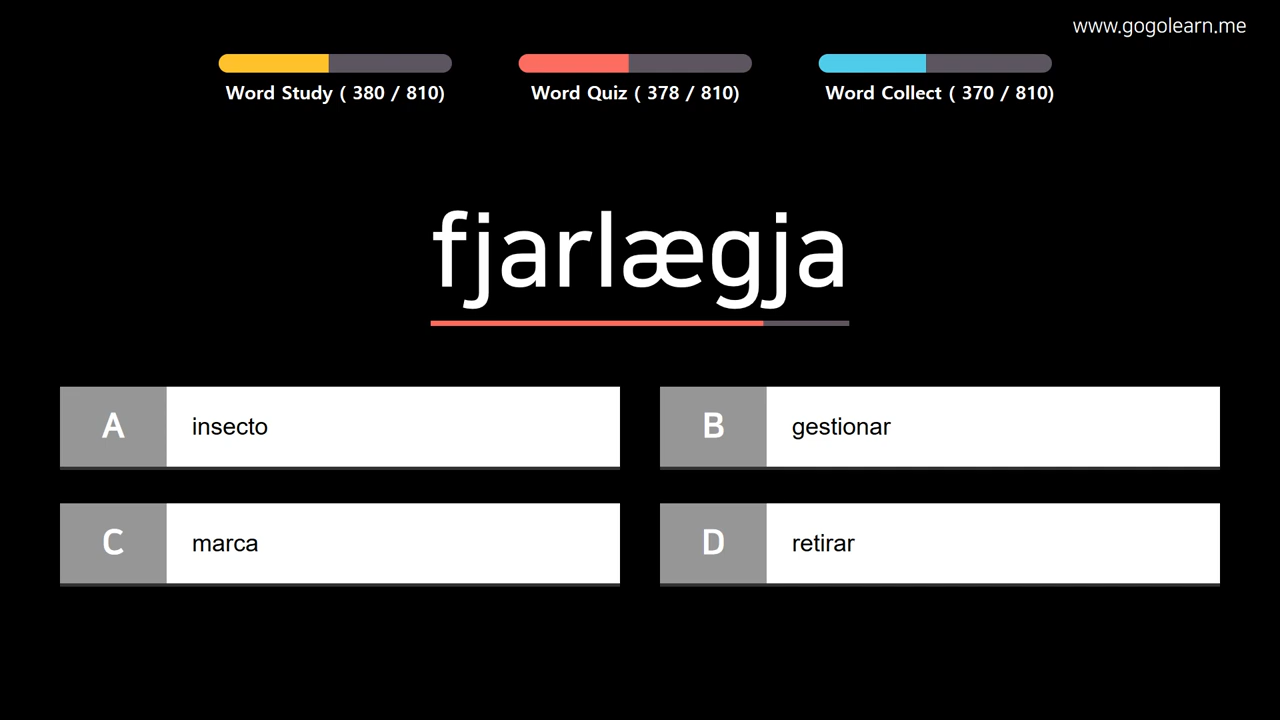 www.gogolearn.me
Word Study ( 380 / 810)
Word Quiz ( 378 / 810)
Word Collect ( 370 / 810)
fjarlægja
A insecto
B gestionar
C marca
D retirar